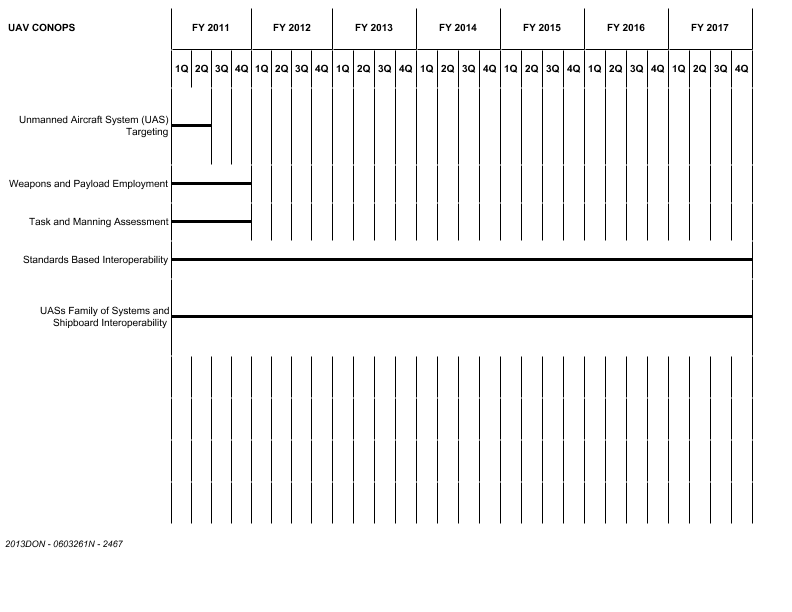 UAV CONOPS FY 2011 FY 2012 FY 2013 FY 2014 FY 2015 FY 2016 FY 2017
1Q 2Q 3Q 4Q 1Q 2Q 3Q 4Q 1Q 2Q 3Q 4Q 1Q 2Q 3Q 4Q 1Q 2Q 3Q 4Q 1Q 2Q 3Q 4Q 1Q 2Q 3Q 4Q
Unmanned Aircraft System (UAS)
Targeting
Weapons and Payload Employment
Task and Manning Assessment
Standards Based Interoperability
UASs Family of Systems and
Shipboard Interoperability
2013DON - 0603261N - 2467